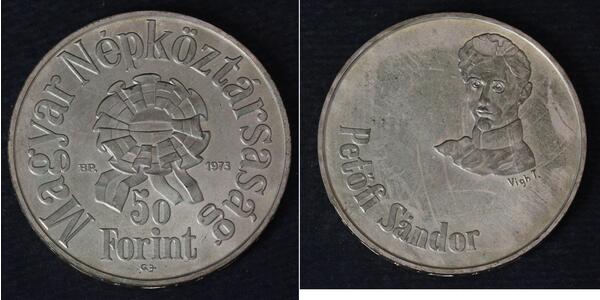 Magyar Népköztársaság
BP. 1973
50
Forint
Petőfi Sándor
Vigh T.